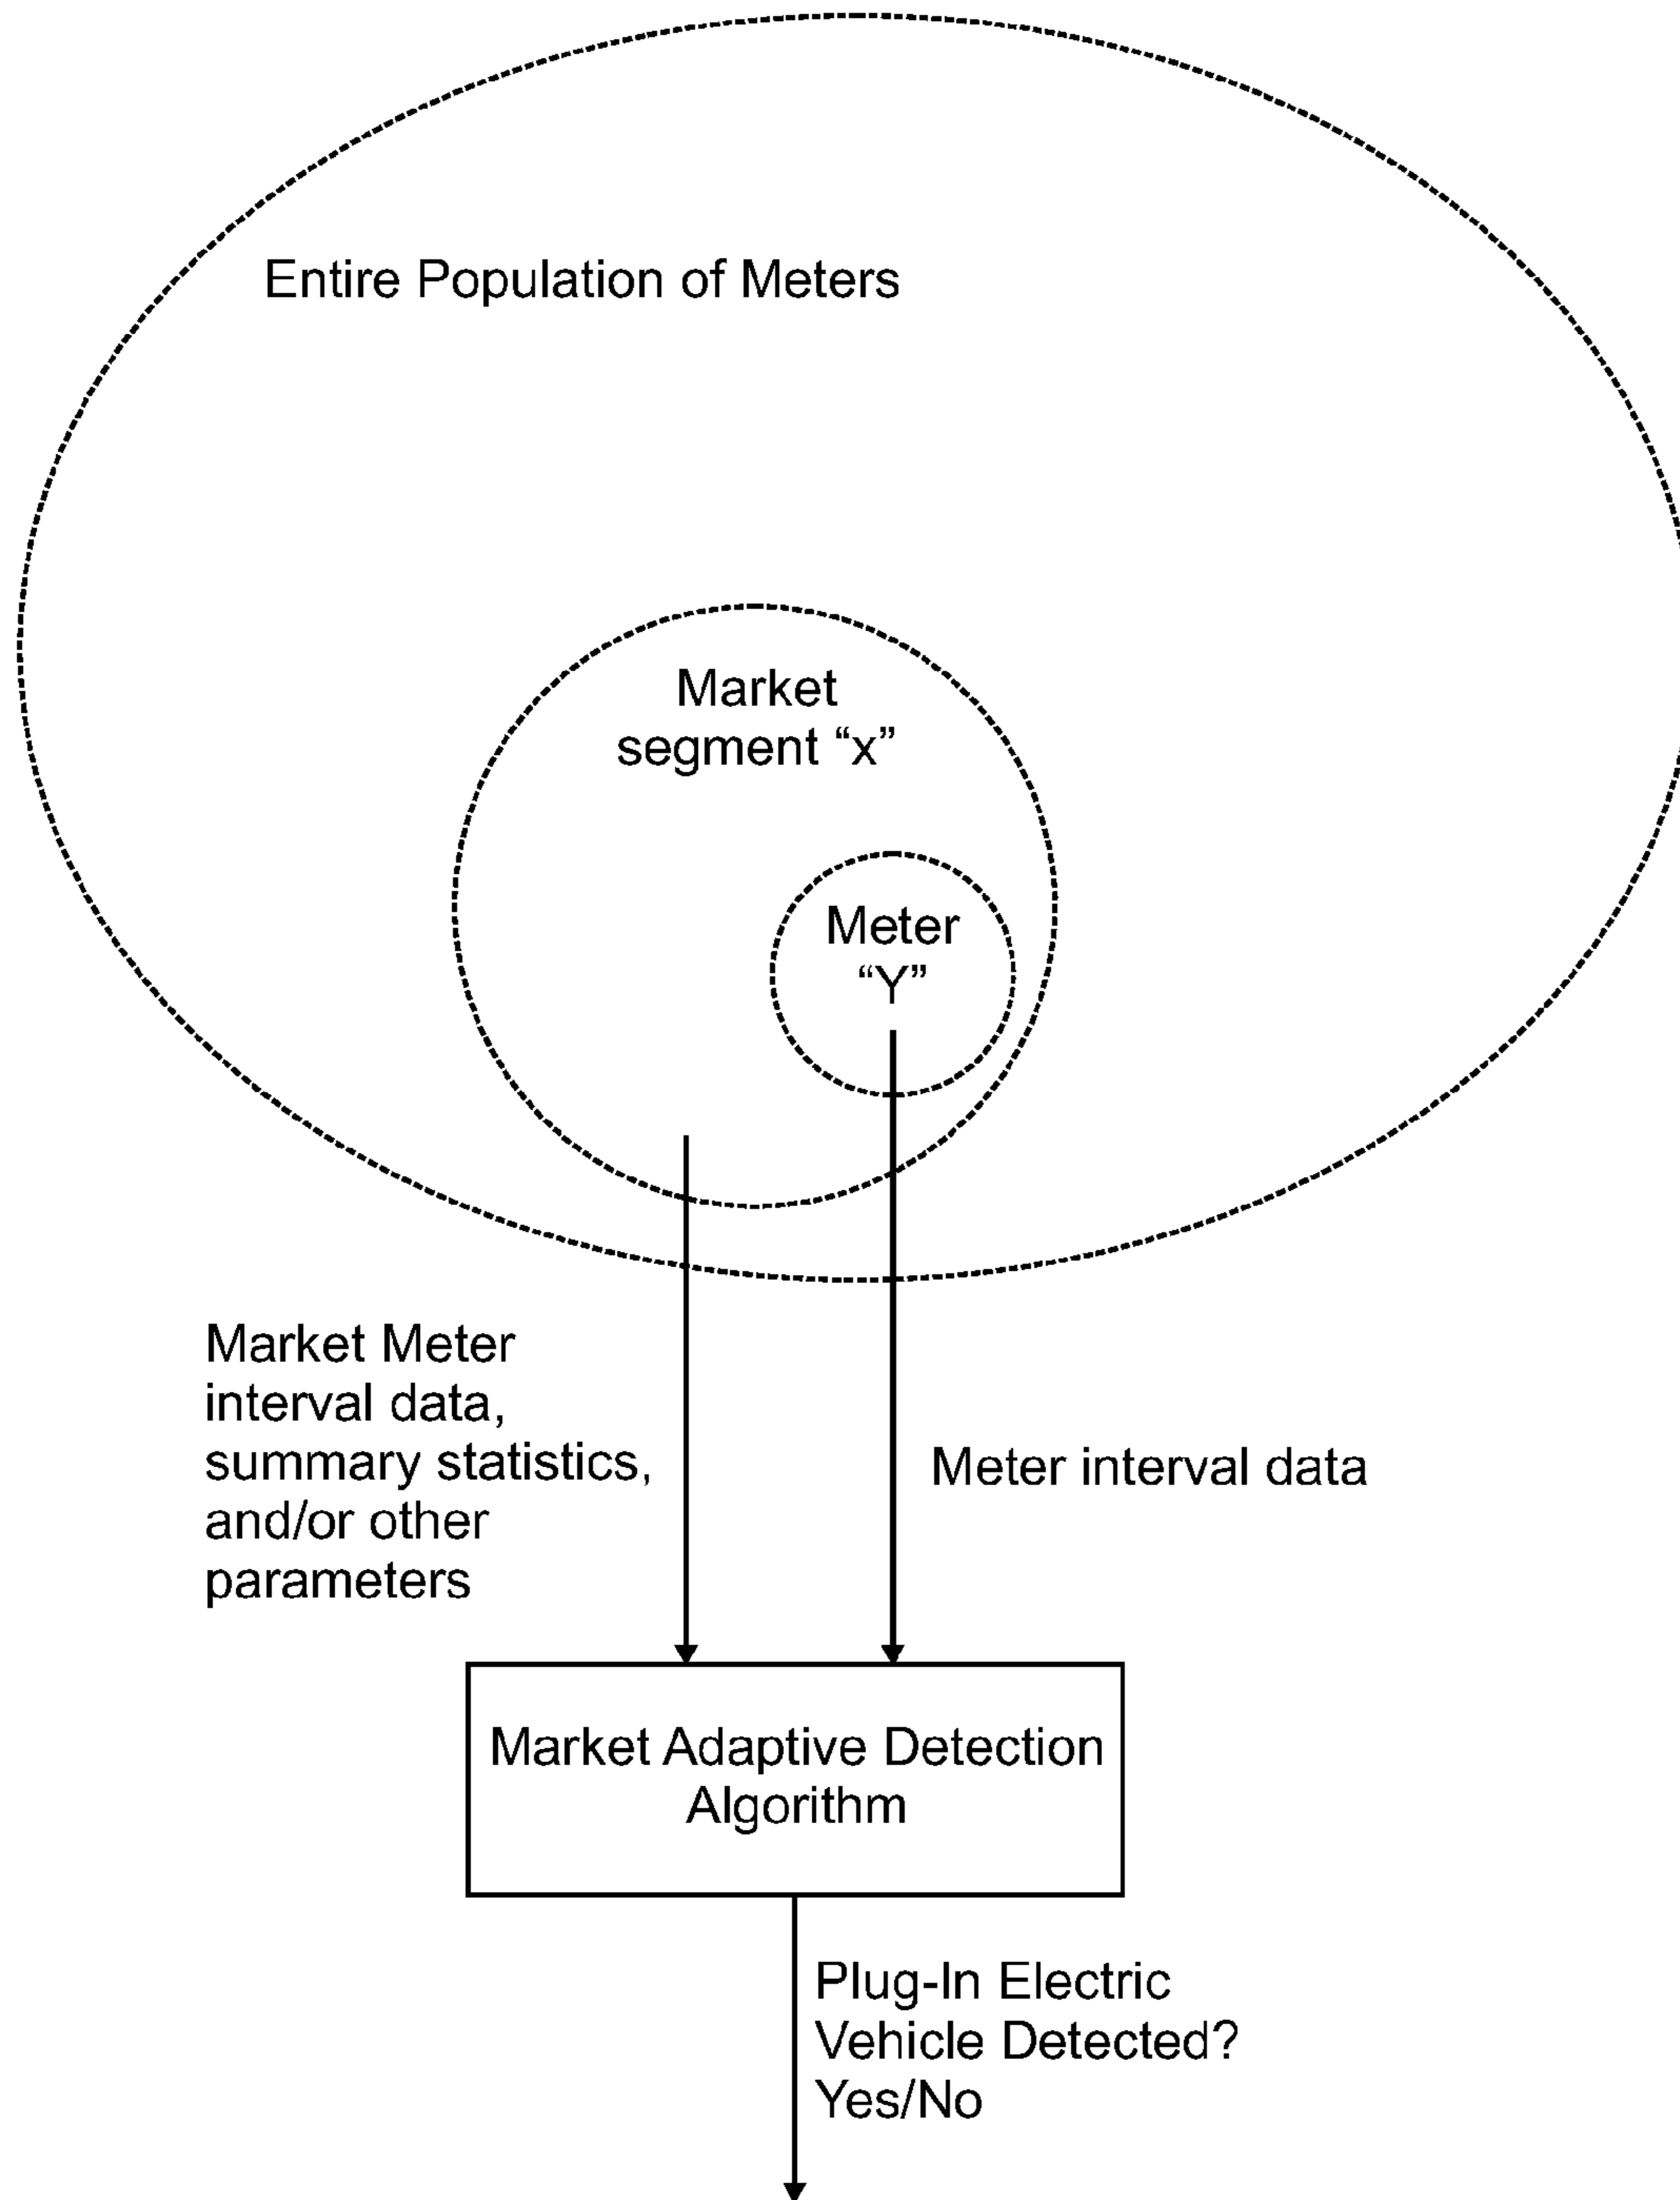 Entire Population of Meters
Market
segment “x”
Meter
“Y”
Market Meter
interval data,
summary statistics,
and/or other
parameters
Meter interval data
Market Adaptive Detection
Algorithm
Plug-In Electric
Vehicle Detected?
Yes/No